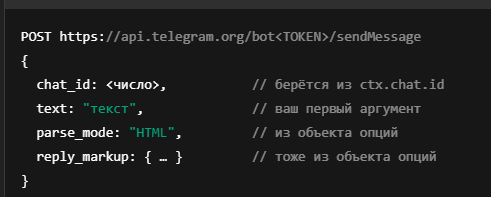 POST https://api.telegram.org/bot<TOKEN>/sendMessage
{
  chat_id: <число>,           // берётся из ctx.chat.id
  text: "текст",              // ваш первый аргумент
  parse_mode: "HTML",         // из объекта опций
  reply_markup: { … }         // тоже из объекта опций
}